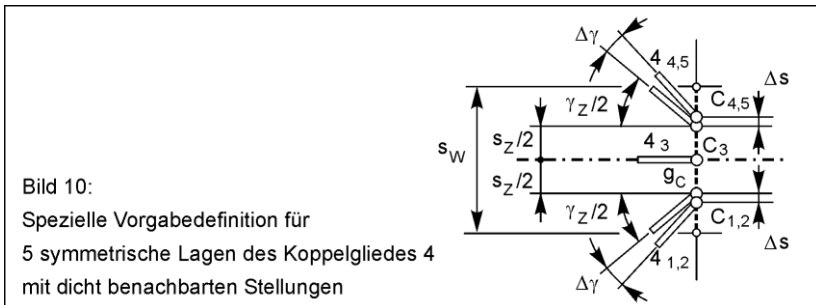 Δγ
4 4,5
Δs
γZ/2
C4,5
sZ/2
4 3
C3
sW
gC
sZ/2
γZ/2
C1,2
Δs
4 1,2
Δγ
Bild 10:
Spezielle Vorgabedefinition für
5 symmetrische Lagen des Koppelgliedes 4
mit dicht benachbarten Stellungen